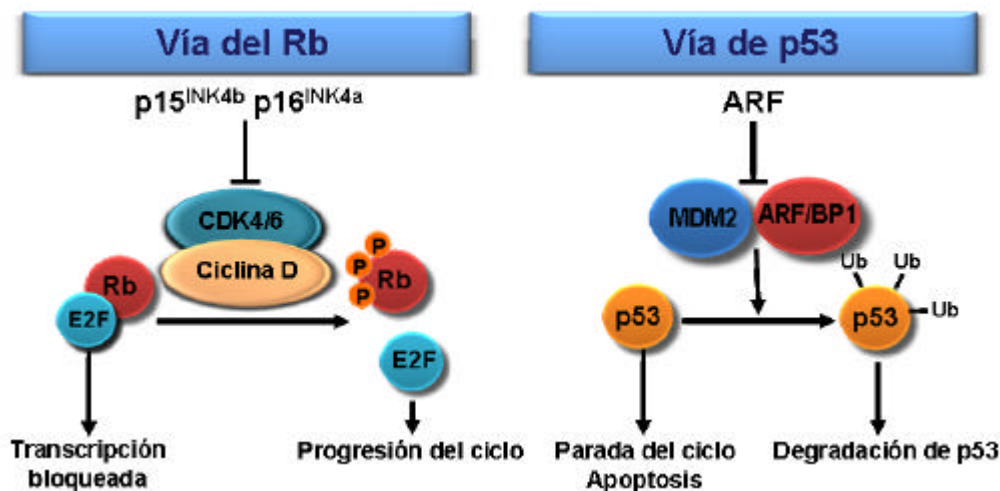 Vía del Rb
p15INK4b p16INK4a
CDK4/6
Ciclina D
Rb
E2F
P
P
P
Rb
E2F
Transcripción
bloqueada
Progresión del ciclo
Vía de p53
ARF
MDM2
ARF/BP1
p53
Ub
Ub
Ub
p53
Parada del ciclo
Apoptosis
Degradación de p53